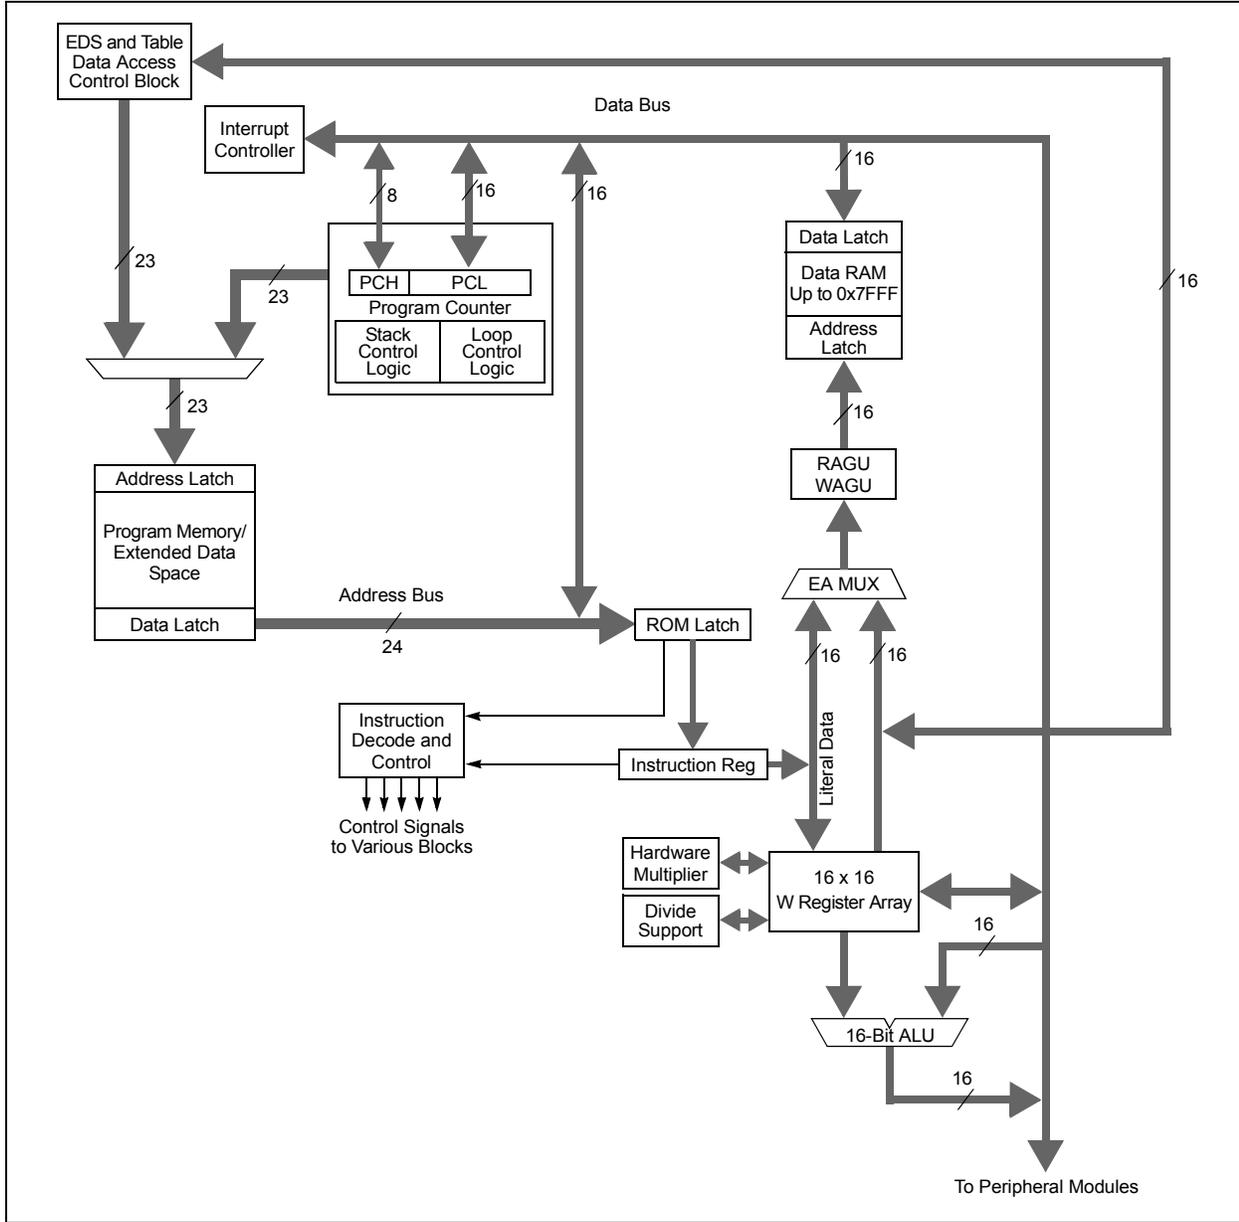 EDS and Table
Data Access
Control Block
Data Bus
Interrupt
Controller
16
8
16
16
Data Latch
Data RAM
Up to 0x7FFF
Address
Latch
23
23
16
PCH
PCL
Program Counter
Stack
Control
Logic
Loop
Control
Logic
23
16
RAGU
WAGU
Address Latch
Program Memory/
Extended Data
Space
Data Latch
EA MUX
Address Bus
24
ROM Latch
16
16
Instruction
Decode and
Control
Instruction Reg
Literal Data
Control Signals
to Various Blocks
Hardware
Multiplier
16 x 16
W Register Array
Divide
Support
16
16-Bit ALU
16
To Peripheral Modules